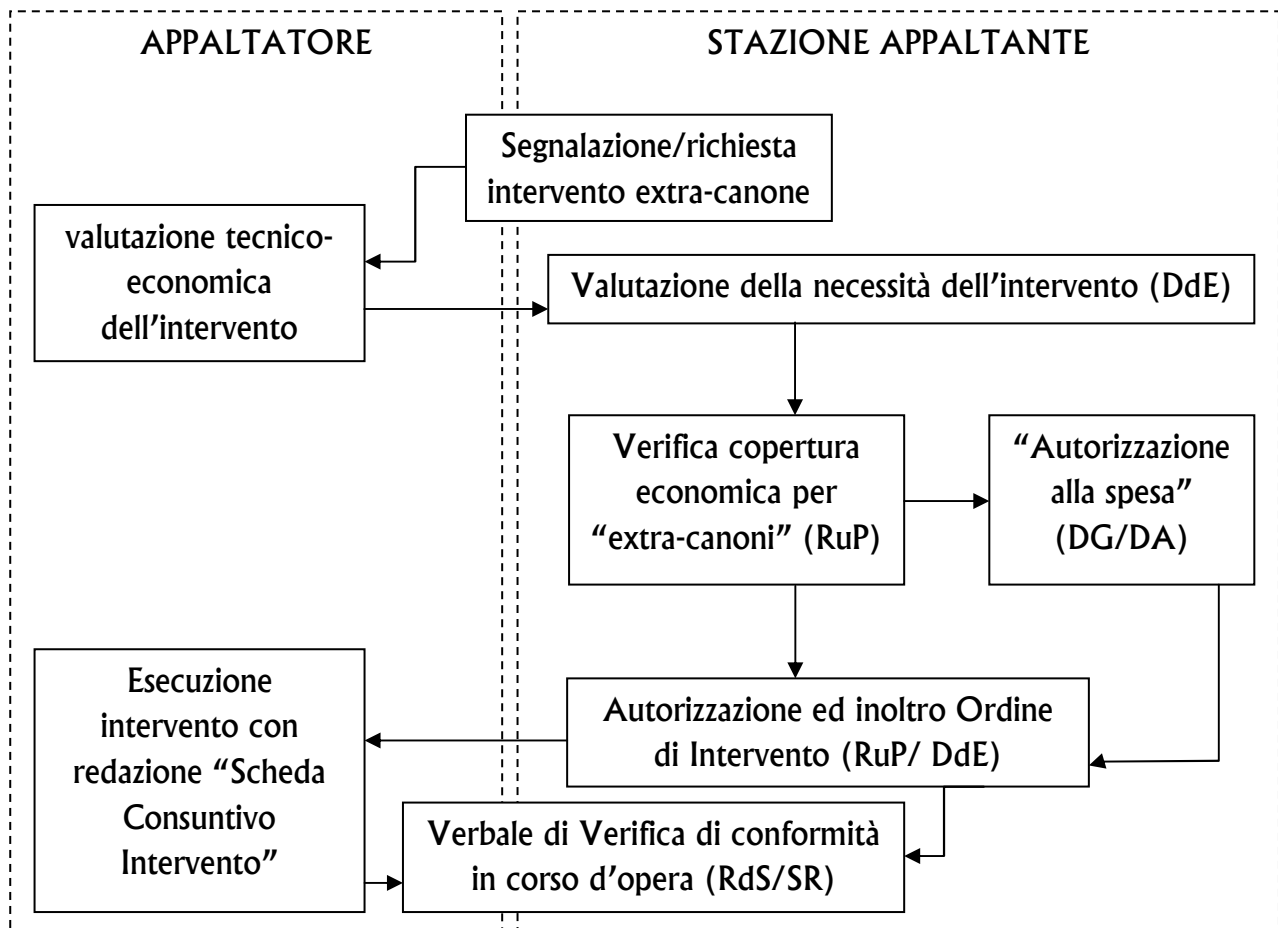 APPALTATORE
STAZIONE APPALTANTE
Segnalazione/richiesta
intervento extra-canone
valutazione tecnico-
economica
dell’intervento
Valutazione della necessità dell’intervento (DdE)
Verifica copertura
economica per
“extra-canoni” (RuP)
“Autorizzazione
alla spesa”
(DG/DA)
Autorizzazione ed inoltro Ordine
di Intervento (RuP/ DdE)
Esecuzione
intervento con
redazione “Scheda
Consuntivo
Intervento”
Verbale di Verifica di conformità
in corso d’opera (RdS/SR)